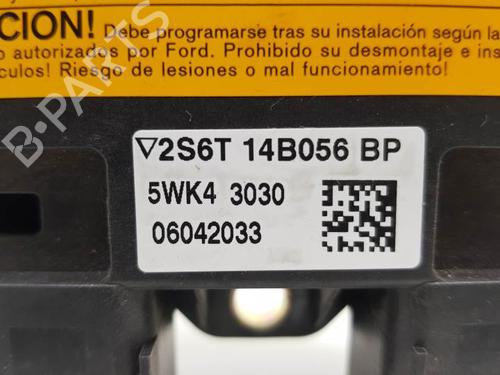 CION! Debe programarse tras su instalación según la
o autorizados por Ford. Prohibido su desmontaje e ins
culos! Riesgo de lesiones o mal funcionamiento!
▽2S6T 14B056 BP
5WK4 3030
06042033
B-PARTS
B-PARTS